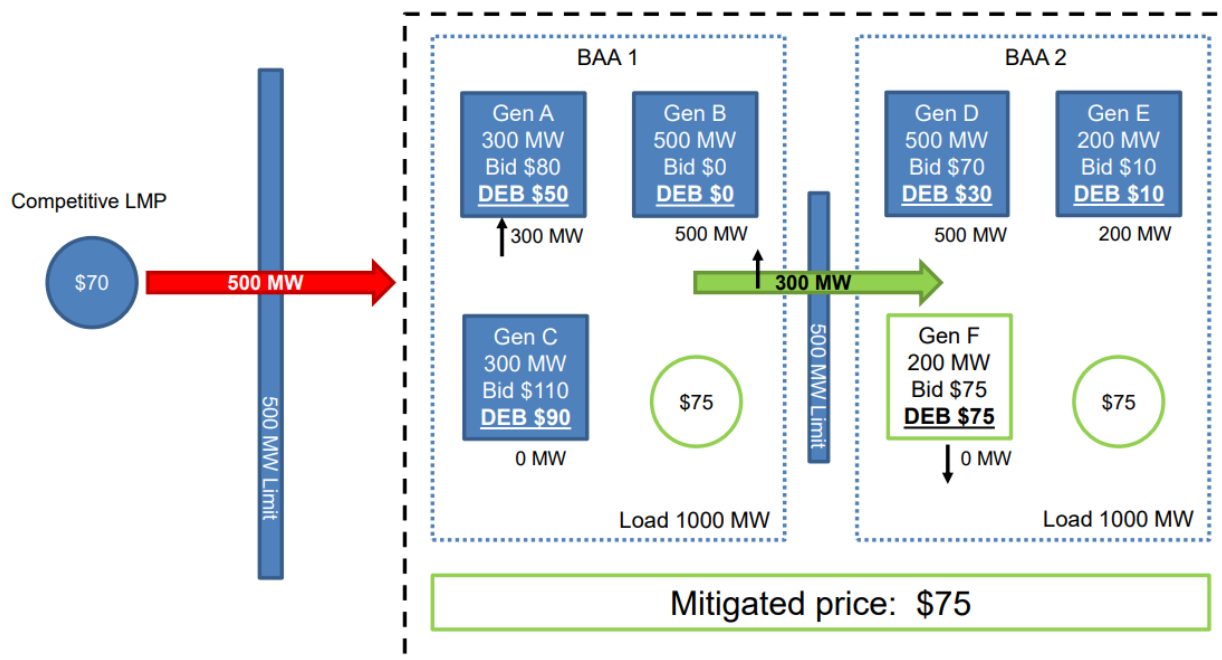 Competitive LMP
$70
500 MW
500 MW Limit
BAA 1
Gen A
300 MW
Bid $80
DEB $50
300 MW
Gen B
500 MW
Bid $0
DEB $0
500 MW
Gen C
300 MW
Bid $110
DEB $90
0 MW
$75
Load 1000 MW
300 MW
500 MW Limit
BAA 2
Gen D
500 MW
Bid $70
DEB $30
500 MW
Gen E
200 MW
Bid $10
DEB $10
200 MW
Gen F
200 MW
Bid $75
DEB $75
0 MW
$75
Load 1000 MW
Mitigated price: $75